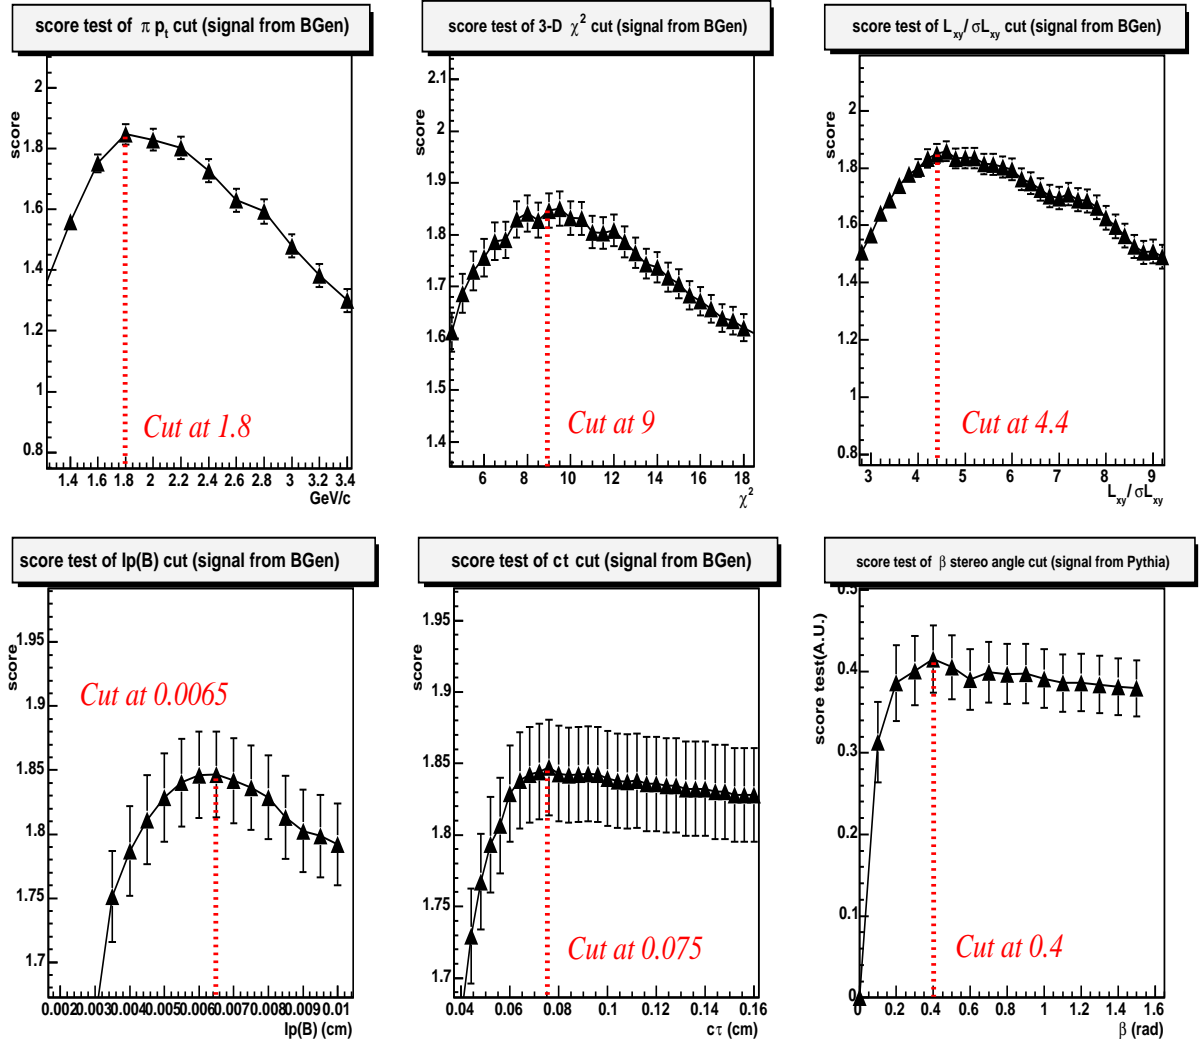 score test of π pt cut (signal from BGen)
score
2
1.8
1.6
1.4
1.2
1
0.8
Cut at 1.8
1.4 1.6 1.8 2 2.2 2.4 2.6 2.8 3 3.2 3.4
GeV/c
score test of 3-D χ² cut (signal from BGen)
score
2.1
2
1.9
1.8
1.7
1.6
1.5
1.4
Cut at 9
6 8 10 12 14 16 18
χ²
score test of Lxy/ σLxy cut (signal from BGen)
score
2
1.8
1.6
1.4
1.2
1
0.8
Cut at 4.4
3 4 5 6 7 8 9
Lxy/ σLxy
score test of Ip(B) cut (signal from BGen)
score
1.95
1.9
1.85
1.8
1.75
1.7
Cut at 0.0065
0.002 0.003 0.004 0.005 0.006 0.007 0.008 0.009 0.01
Ip(B) (cm)
score test of ct cut (signal from BGen)
score
1.95
1.9
1.85
1.8
1.75
1.7
Cut at 0.075
0.04 0.06 0.08 0.1 0.12 0.14 0.16
cτ (cm)
score test of β stereo angle cut (signal from Pythia)
score test(A.U.)
0.5
0.4
0.3
0.2
0.1
0
Cut at 0.4
0 0.2 0.4 0.6 0.8 1 1.2 1.4 1.6
β (rad)